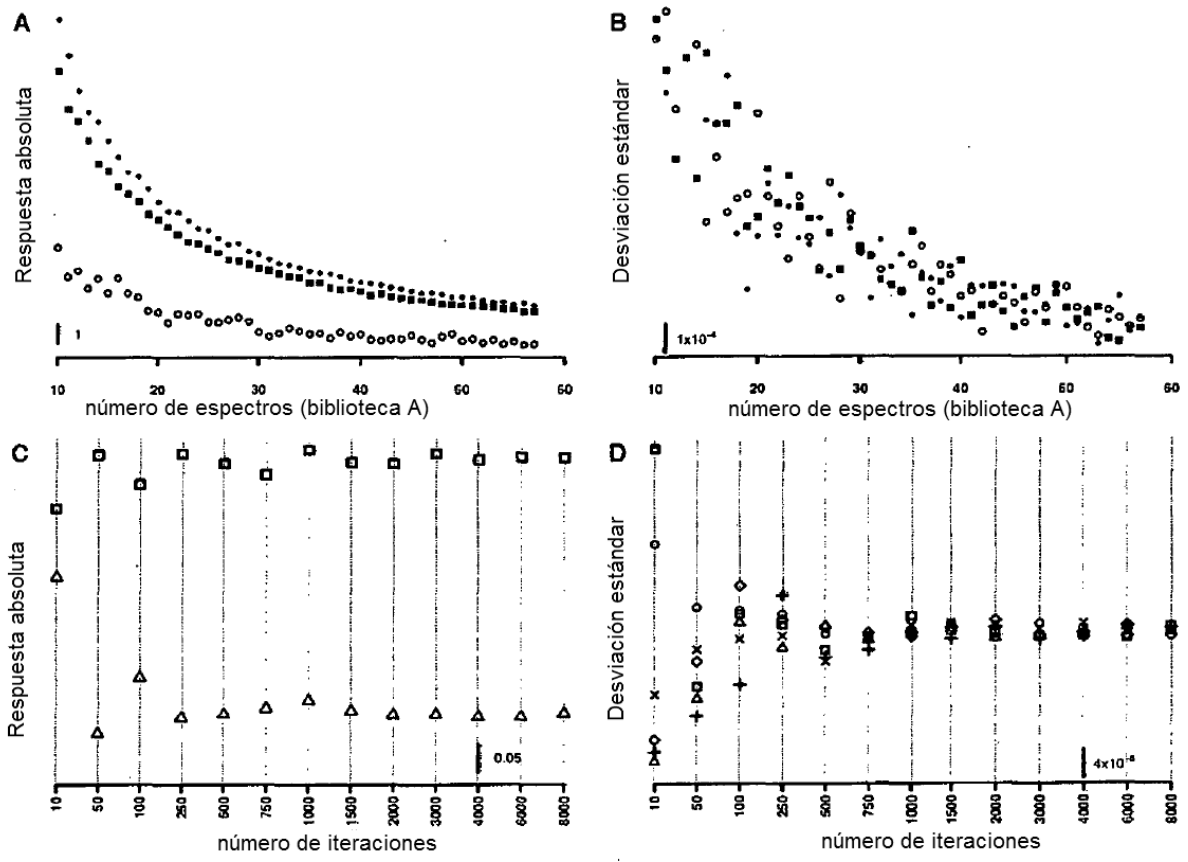 A
Respuesta absoluta
1
10 20 30 40 50 60
número de espectros (biblioteca A)
B
Desviación estándar
1x10⁻⁴
10 20 30 40 60 60
número de espectros (biblioteca A)
C
Respuesta absoluta
0.05
10 50 100 250 500 750 1000 1500 2000 3000 4000 6000 8000
número de iteraciones
D
Desviación estándar
10 50 100 250 500 750 1000 1500 2000 3000 4000 6000 8000
número de iteraciones